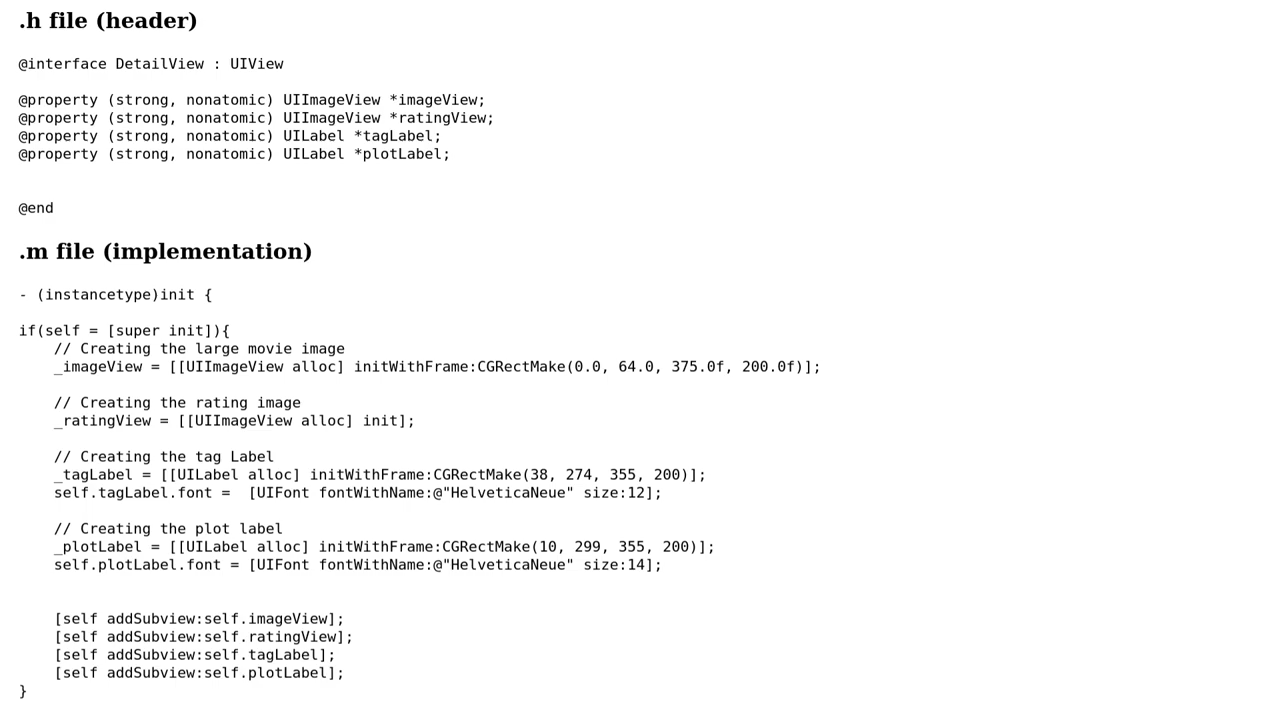 .h file (header)
@interface DetailView : UIView
@property (strong, nonatomic) UIImageView *imageView;
@property (strong, nonatomic) UIImageView *ratingView;
@property (strong, nonatomic) UILabel *tagLabel;
@property (strong, nonatomic) UILabel *plotLabel;
@end
.m file (implementation)
- (instancetype)init {
if(self = [super init]){
    // Creating the large movie image
    _imageView = [[UIImageView alloc] initWithFrame:CGRectMake(0.0, 64.0, 375.0f, 200.0f)];
    // Creating the rating image
    _ratingView = [[UIImageView alloc] init];
    // Creating the tag Label
    _tagLabel = [[UILabel alloc] initWithFrame:CGRectMake(38, 274, 355, 200)];
    self.tagLabel.font =  [UIFont fontWithName:@"HelveticaNeue" size:12];
    // Creating the plot label
    _plotLabel = [[UILabel alloc] initWithFrame:CGRectMake(10, 299, 355, 200)];
    self.plotLabel.font = [UIFont fontWithName:@"HelveticaNeue" size:14];
    [self addSubview:self.imageView];
    [self addSubview:self.ratingView];
    [self addSubview:self.tagLabel];
    [self addSubview:self.plotLabel];
}